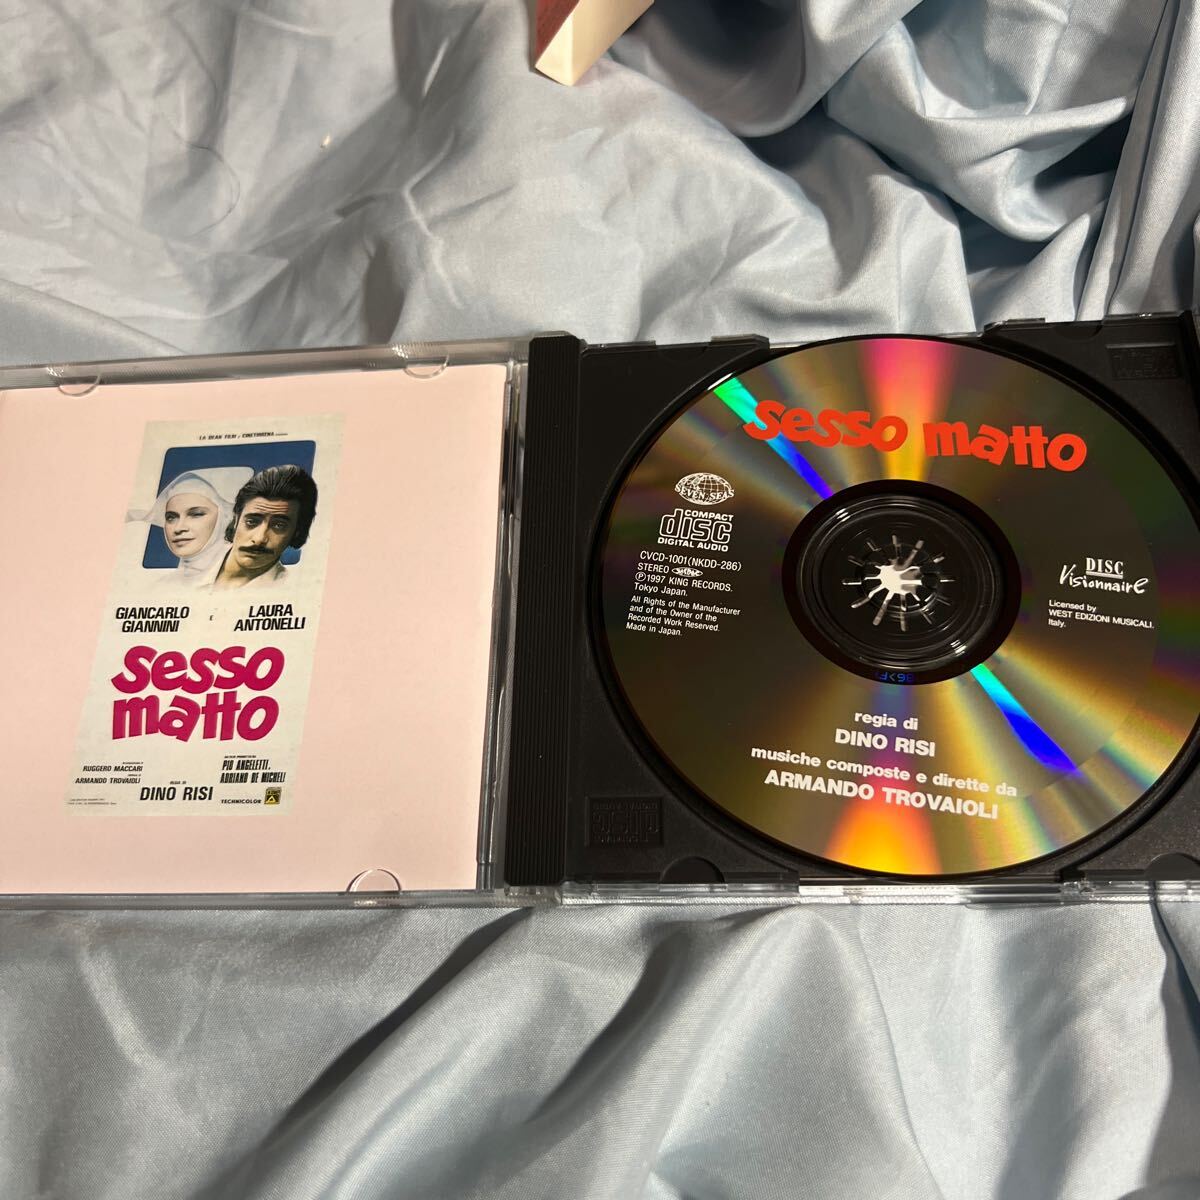 LA DEAN FILM e CINETIRRENA
GIANCARLO
GIANNINI
E
LAURA
ANTONELLI
sesso
matto
RUGGERO MACCARI
ARMANDO TROVAIOLI
REGIA DI
DINO RISI
PIO ANGELETTI.
ADRIANO DE MICHELI
TECHNICOLOR
sesso matto
SEVEN SEAS
COMPACT
disc
DIGITAL AUDIO
CVCD-1001(NKDD-286)
STEREO
Ⓟ1997 KING RECORDS.
Tokyo Japan.
All Rights of the Manufacturer
and of the Owner of the
Recorded Work Reserved.
Made in Japan.
DISC
Visionnaire
Licensed by
WEST EDIZIONI MUSICALI.
Italy.
regia di
DINO RISI
musiche composte e dirette da
ARMANDO TROVAIOLI